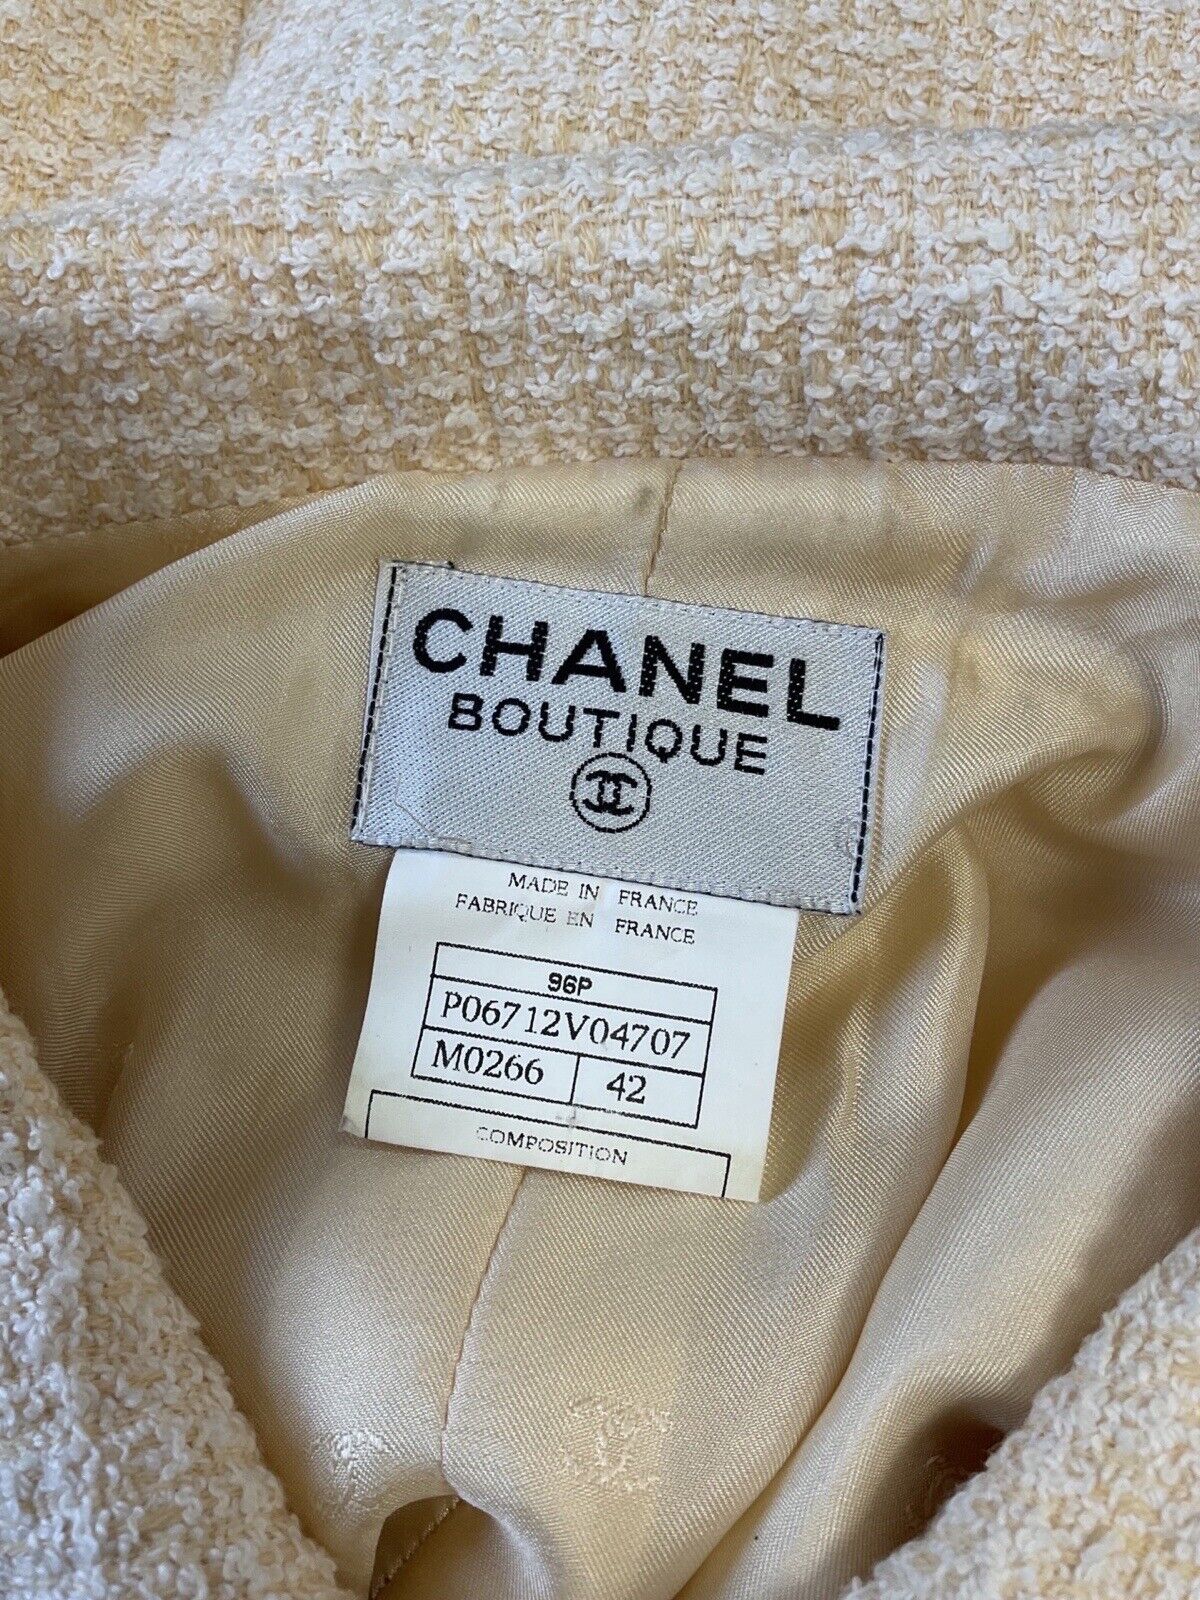 CHANEL
BOUTIQUE
MADE IN FRANCE
FABRIQUE EN FRANCE
96P
P06712V04707
M0266 42
COMPOSITION